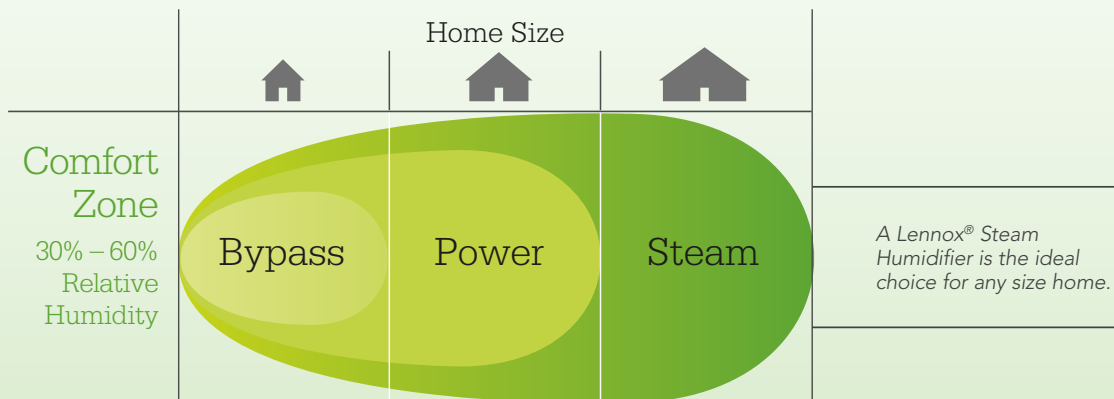 Home Size
Comfort
Zone
30% – 60%
Relative
Humidity
Bypass
Power
Steam
A Lennox® Steam
Humidifier is the ideal
choice for any size home.